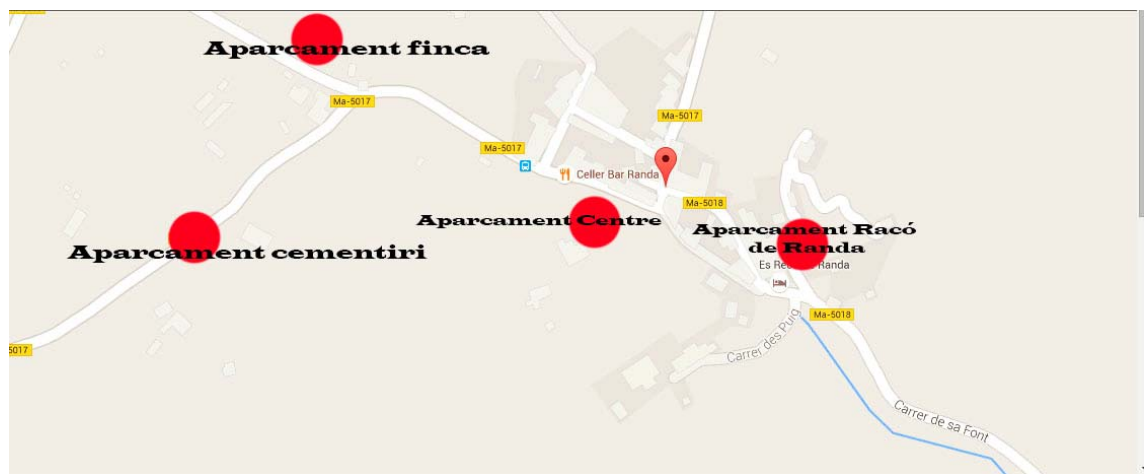 Aparcament finca
Ma-5017
Ma-5017
Ma-5017
Celler Bar Randa
Ma-5018
Aparcament Centre
Aparcament Racó
de Randa
Aparcament cementiri
Es Re Randa
Ma-5018
5017
Carrer des Puig
Carrer de sa Font